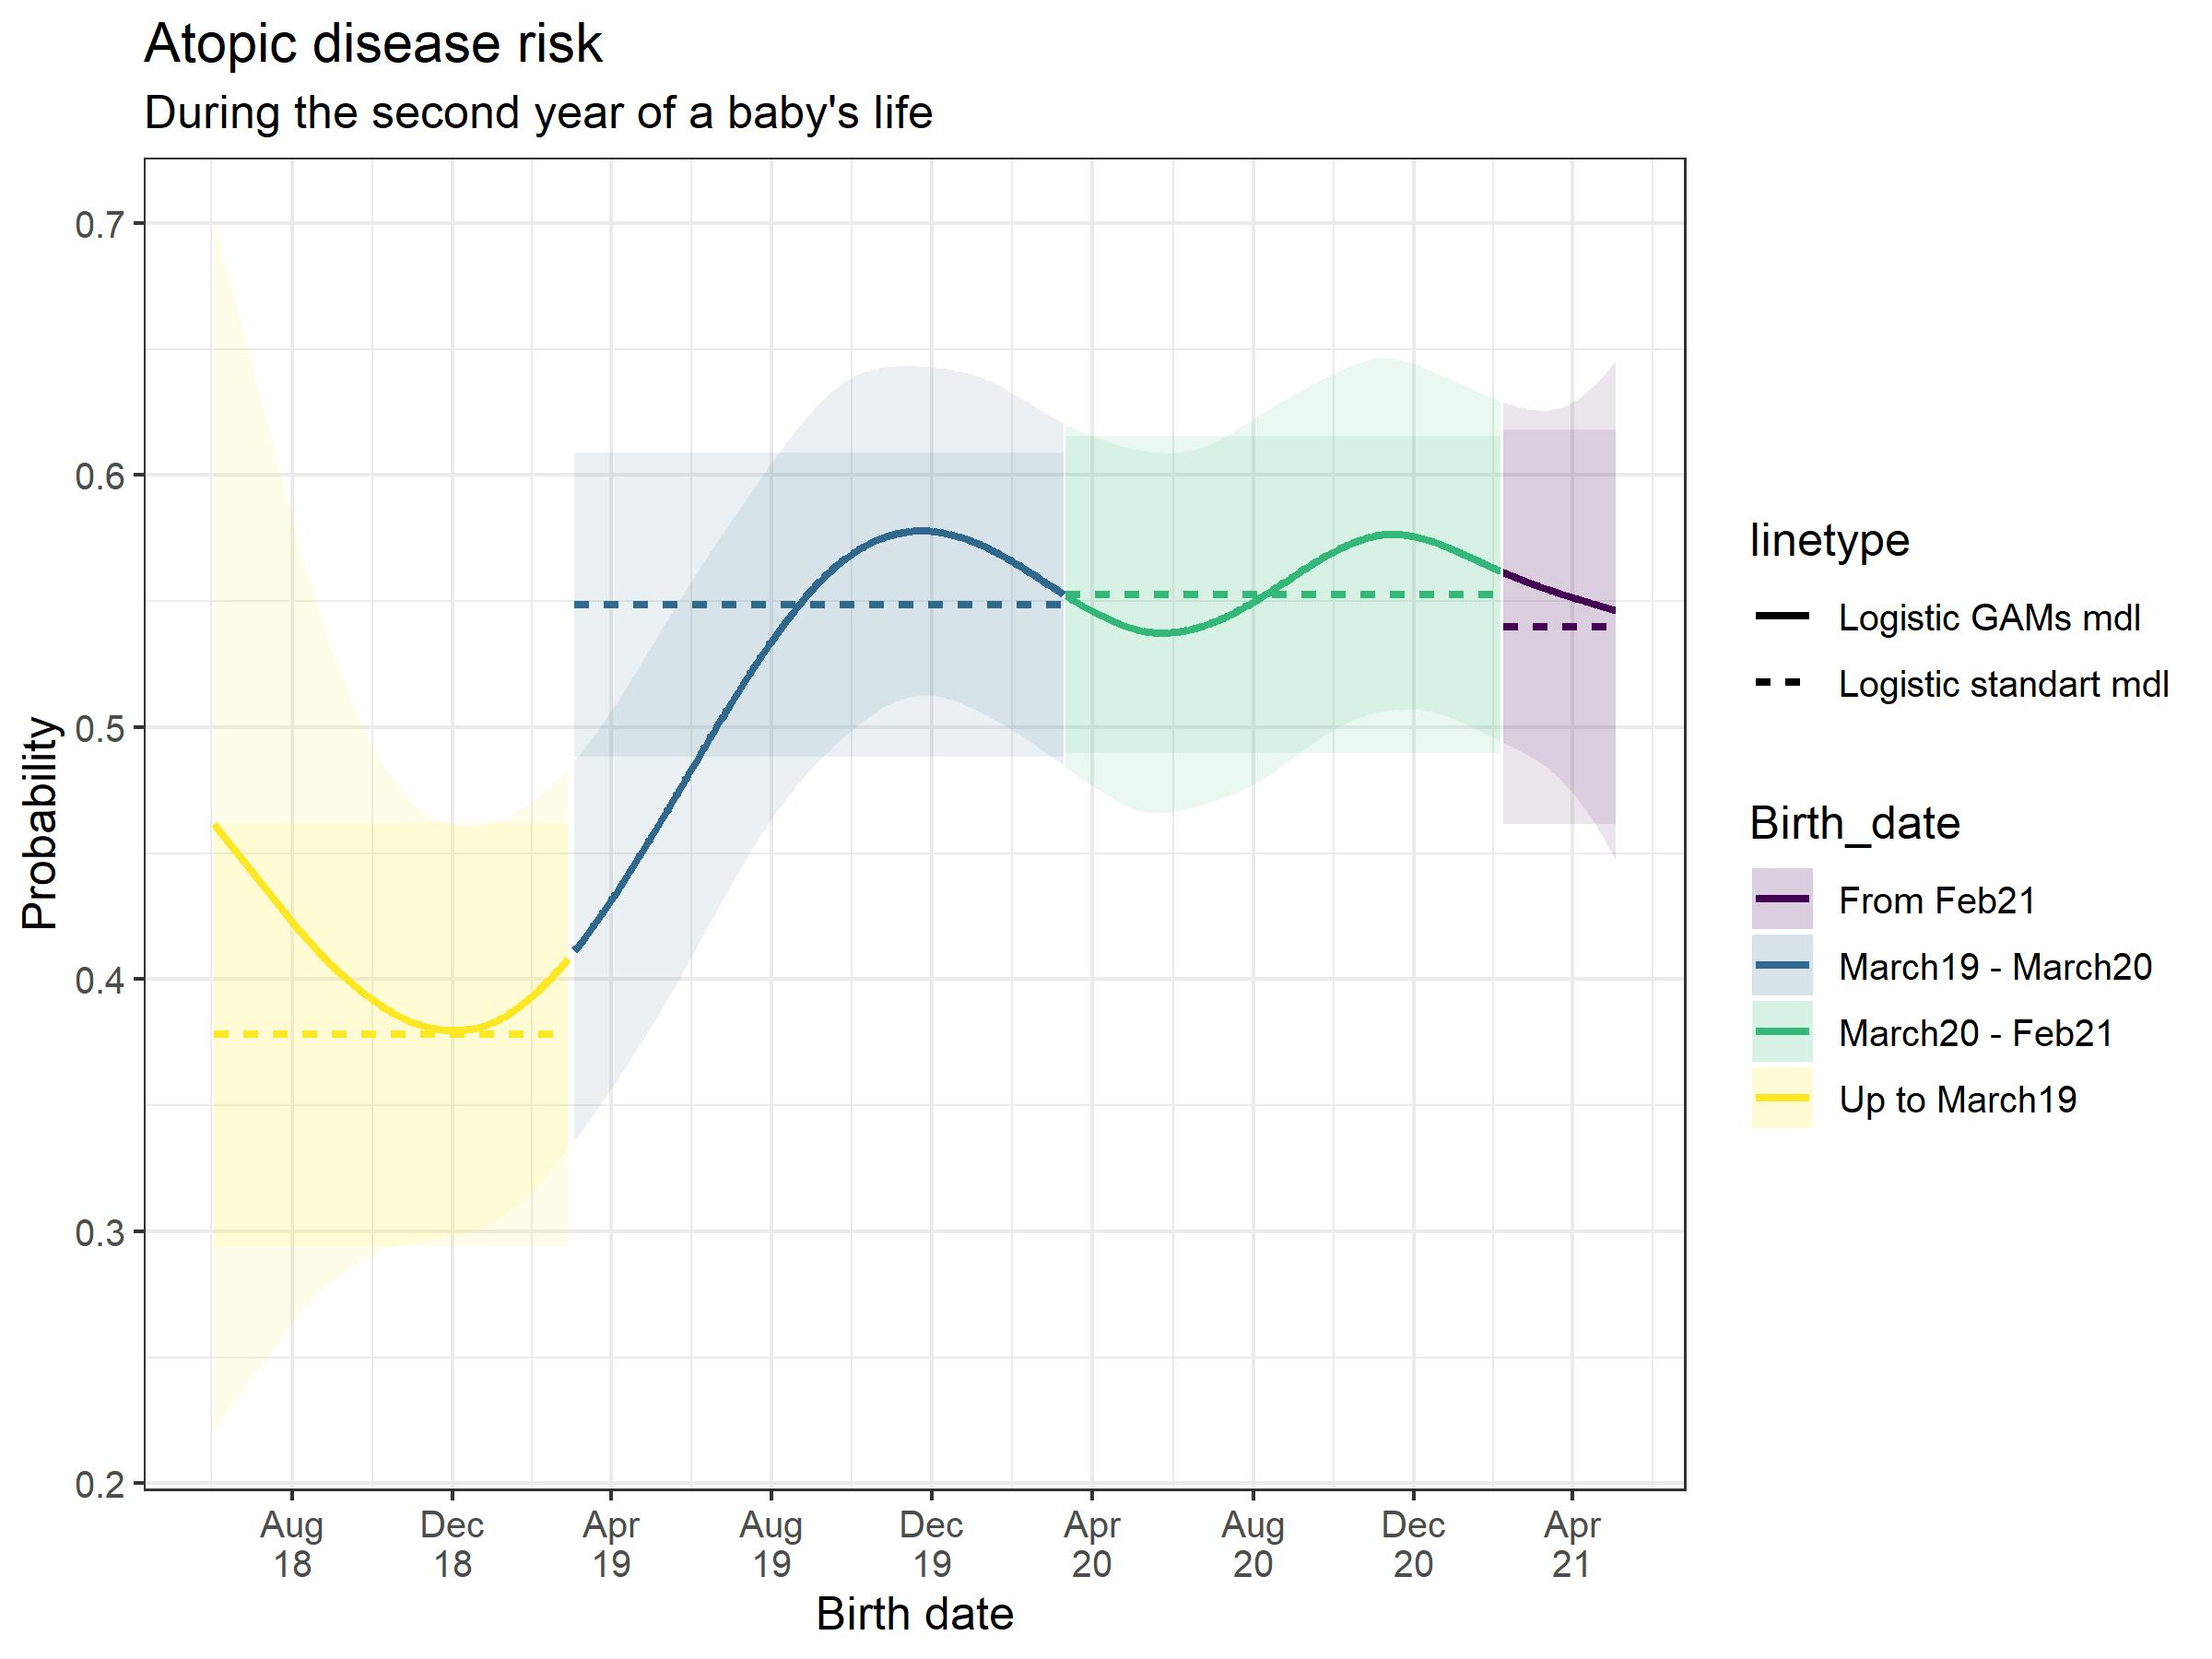 Atopic disease risk
During the second year of a baby's life
Probability
0.7
0.6
0.5
0.4
0.3
0.2
Aug
18
Dec
18
Apr
19
Aug
19
Dec
19
Apr
20
Aug
20
Dec
20
Apr
21
Birth date
linetype
Logistic GAMs mdl
Logistic standart mdl
Birth_date
From Feb21
March19 - March20
March20 - Feb21
Up to March19